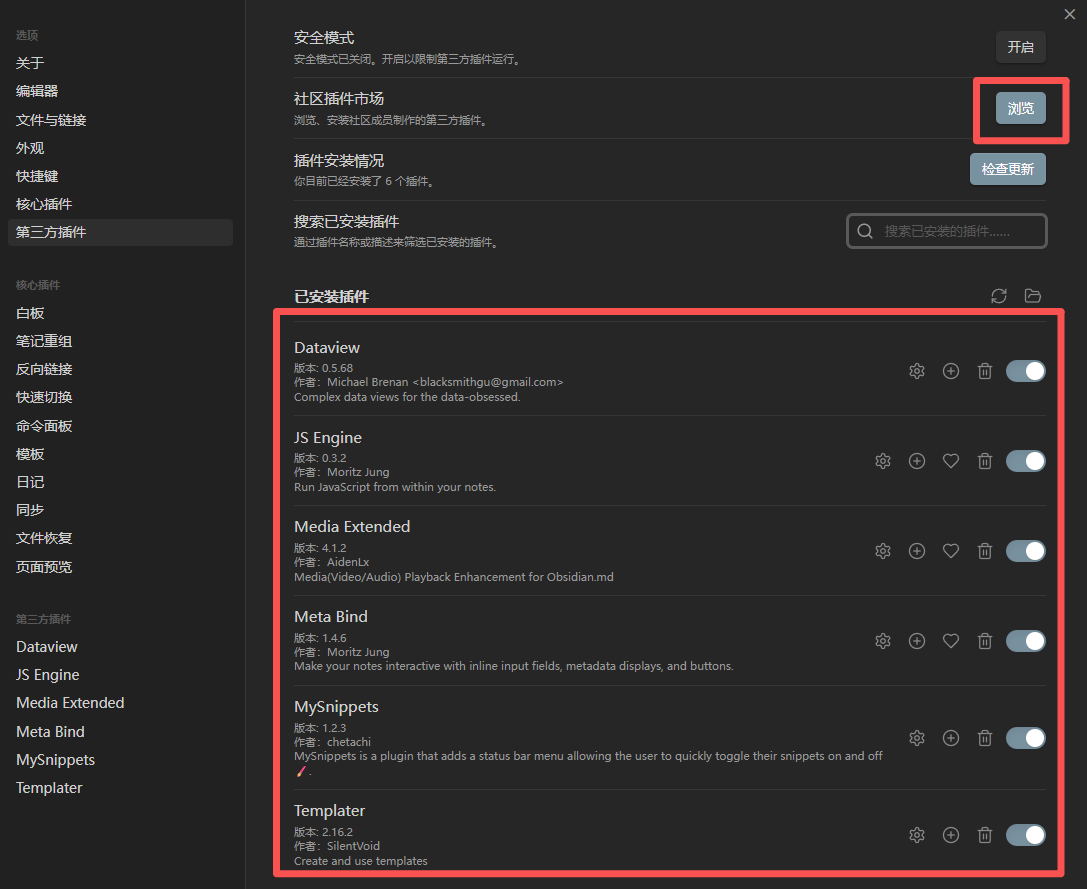 选项
关于
编辑器
文件与链接
外观
快捷键
核心插件
第三方插件
核心插件
白板
笔记重组
反向链接
快速切换
命令面板
模板
日记
同步
文件恢复
页面预览
第三方插件
Dataview
JS Engine
Media Extended
Meta Bind
MySnippets
Templater
安全模式
安全模式已关闭。开启以限制第三方插件运行。
开启
社区插件市场
浏览、安装社区成员制作的第三方插件。
浏览
插件安装情况
你目前已经安装了 6 个插件。
检查更新
搜索已安装插件
通过插件名称或描述来筛选已安装的插件。
搜索已安装的插件......
已安装插件
Dataview
版本: 0.5.68
作者：Michael Brenan <blacksmithgu@gmail.com>
Complex data views for the data-obsessed.
JS Engine
版本: 0.3.2
作者：Moritz Jung
Run JavaScript from within your notes.
Media Extended
版本: 4.1.2
作者：AidenLx
Media(Video/Audio) Playback Enhancement for Obsidian.md
Meta Bind
版本: 1.4.6
作者：Moritz Jung
Make your notes interactive with inline input fields, metadata displays, and buttons.
MySnippets
版本: 1.2.3
作者：chetachi
MySnippets is a plugin that adds a status bar menu allowing the user to quickly toggle their snippets on and off
🖌️.
Templater
版本: 2.16.2
作者：SilentVoid
Create and use templates